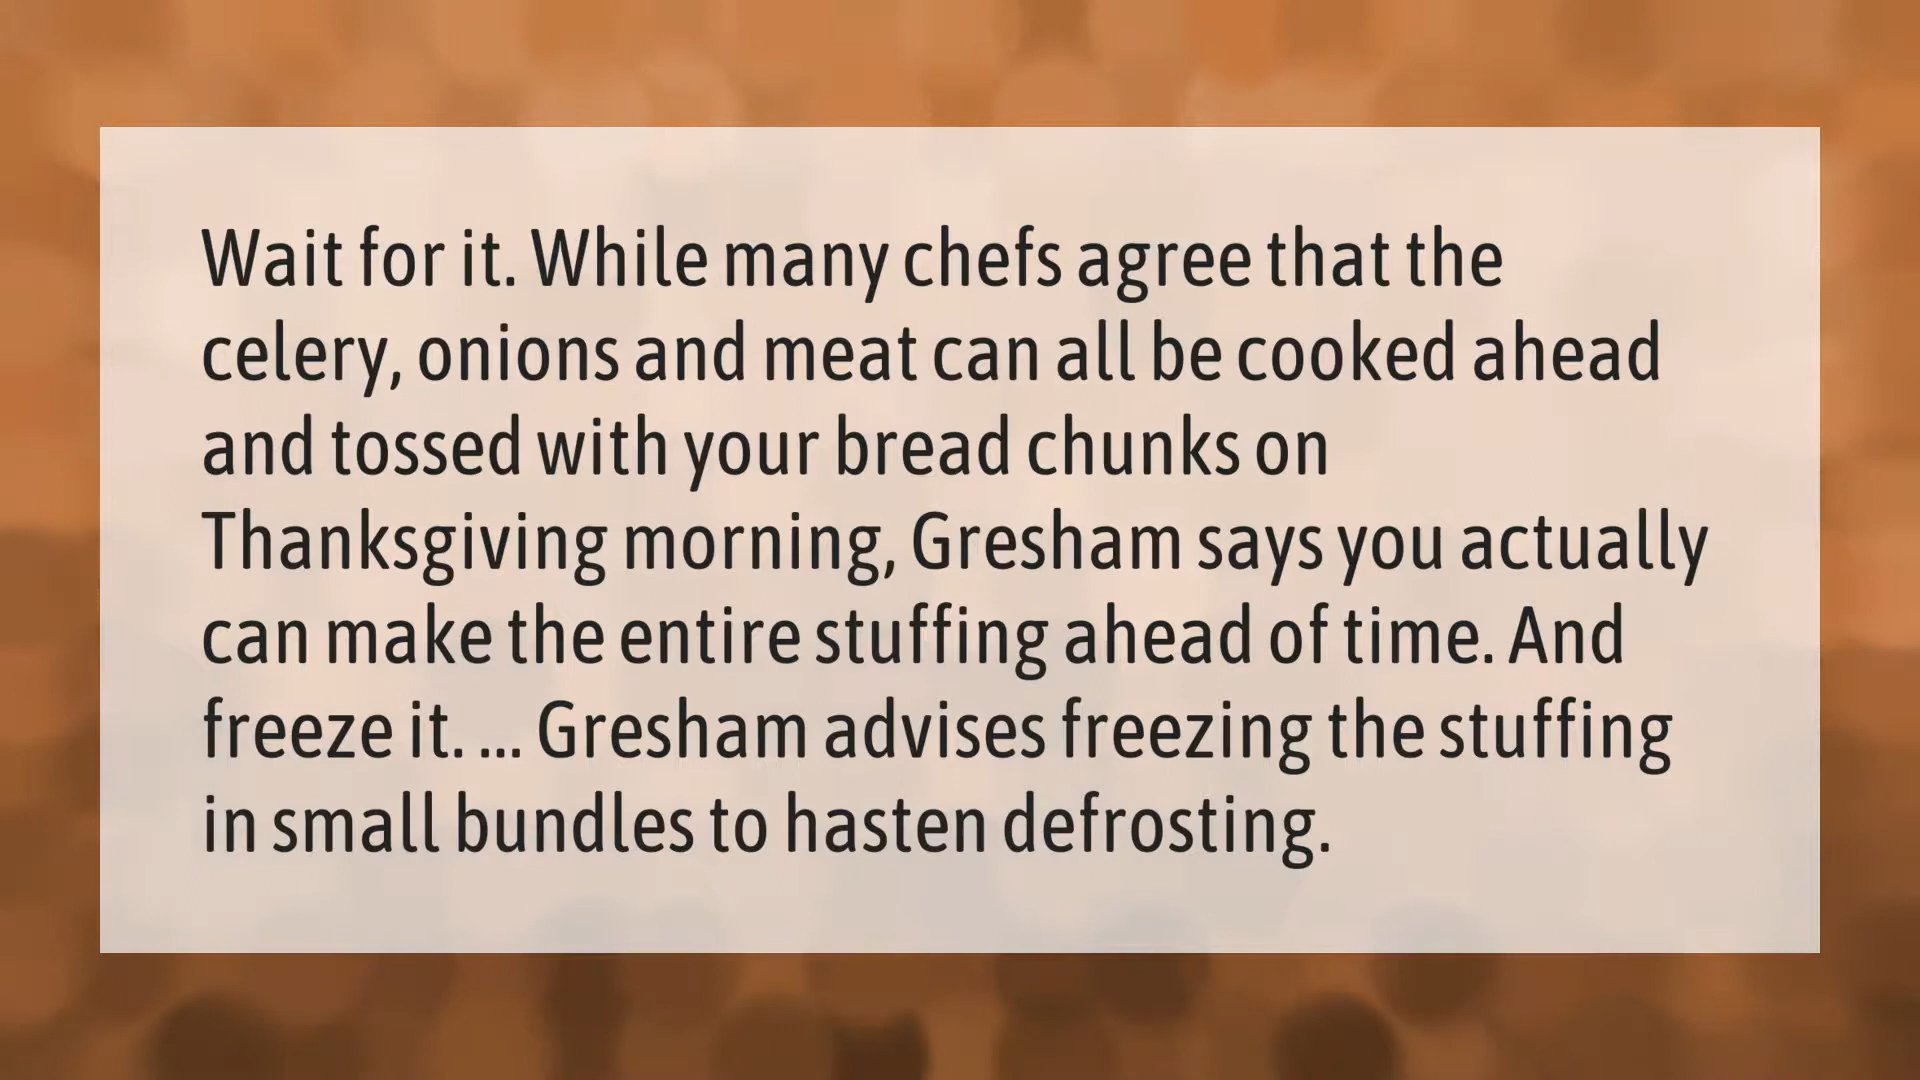 Wait for it. While many chefs agree that the
celery, onions and meat can all be cooked ahead
and tossed with your bread chunks on
Thanksgiving morning, Gresham says you actually
can make the entire stuffing ahead of time. And
freeze it. ... Gresham advises freezing the stuffing
in small bundles to hasten defrosting.